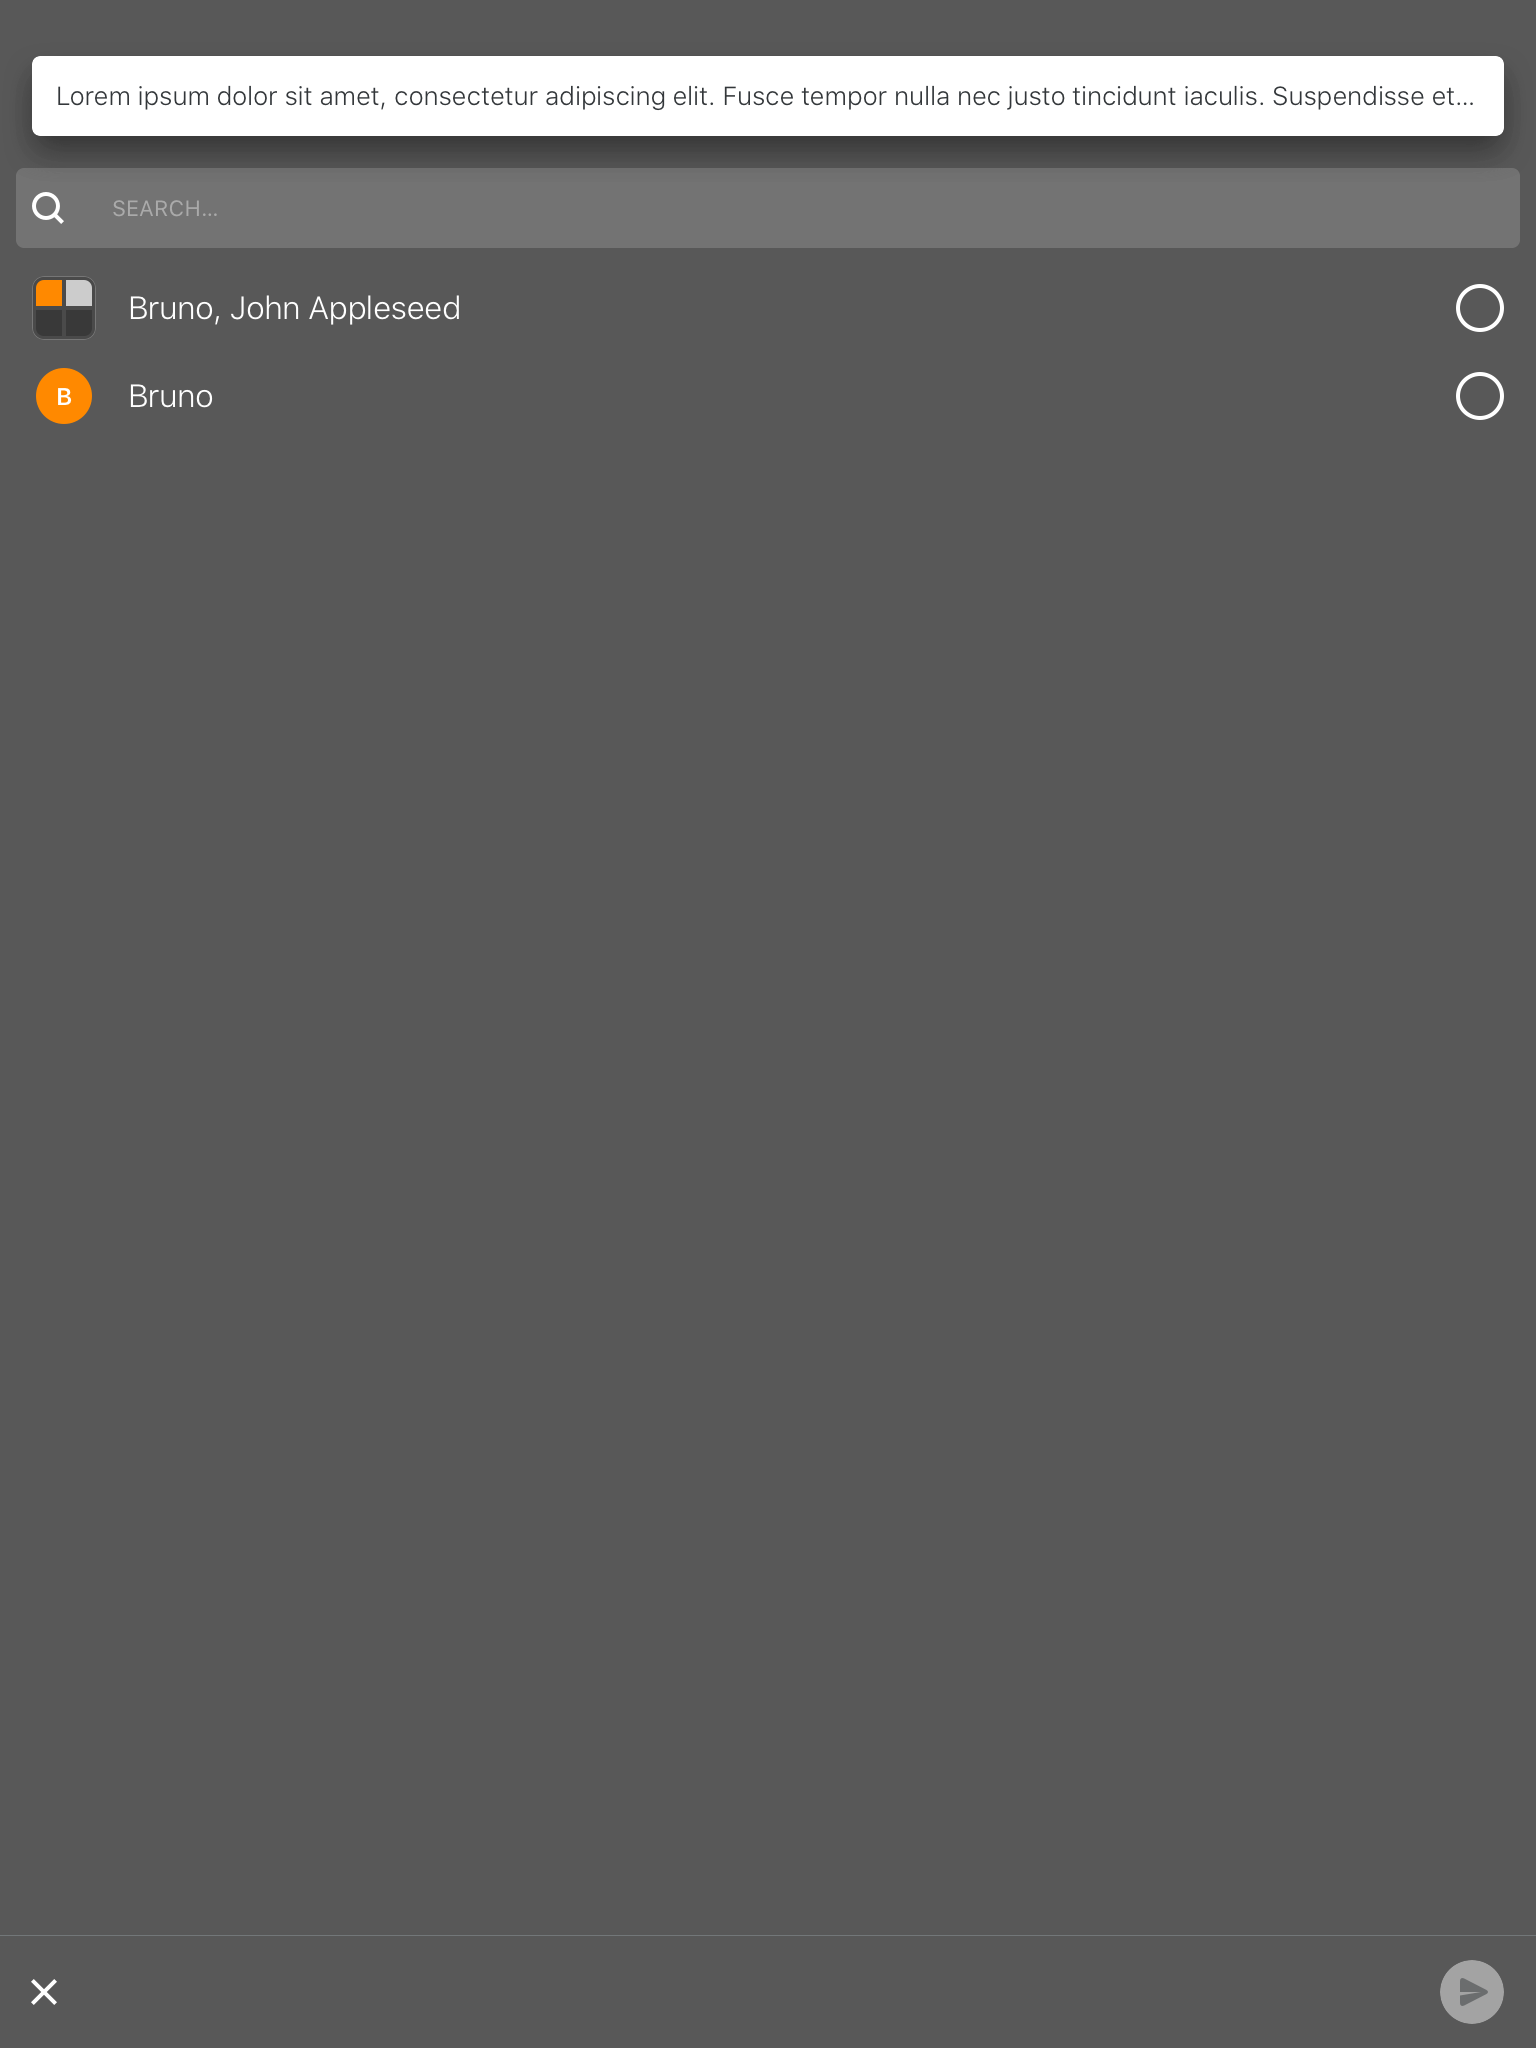 Lorem ipsum dolor sit amet, consectetur adipiscing elit. Fusce tempor nulla nec justo tincidunt iaculis. Suspendisse et...
SEARCH...
Bruno, John Appleseed
B
Bruno